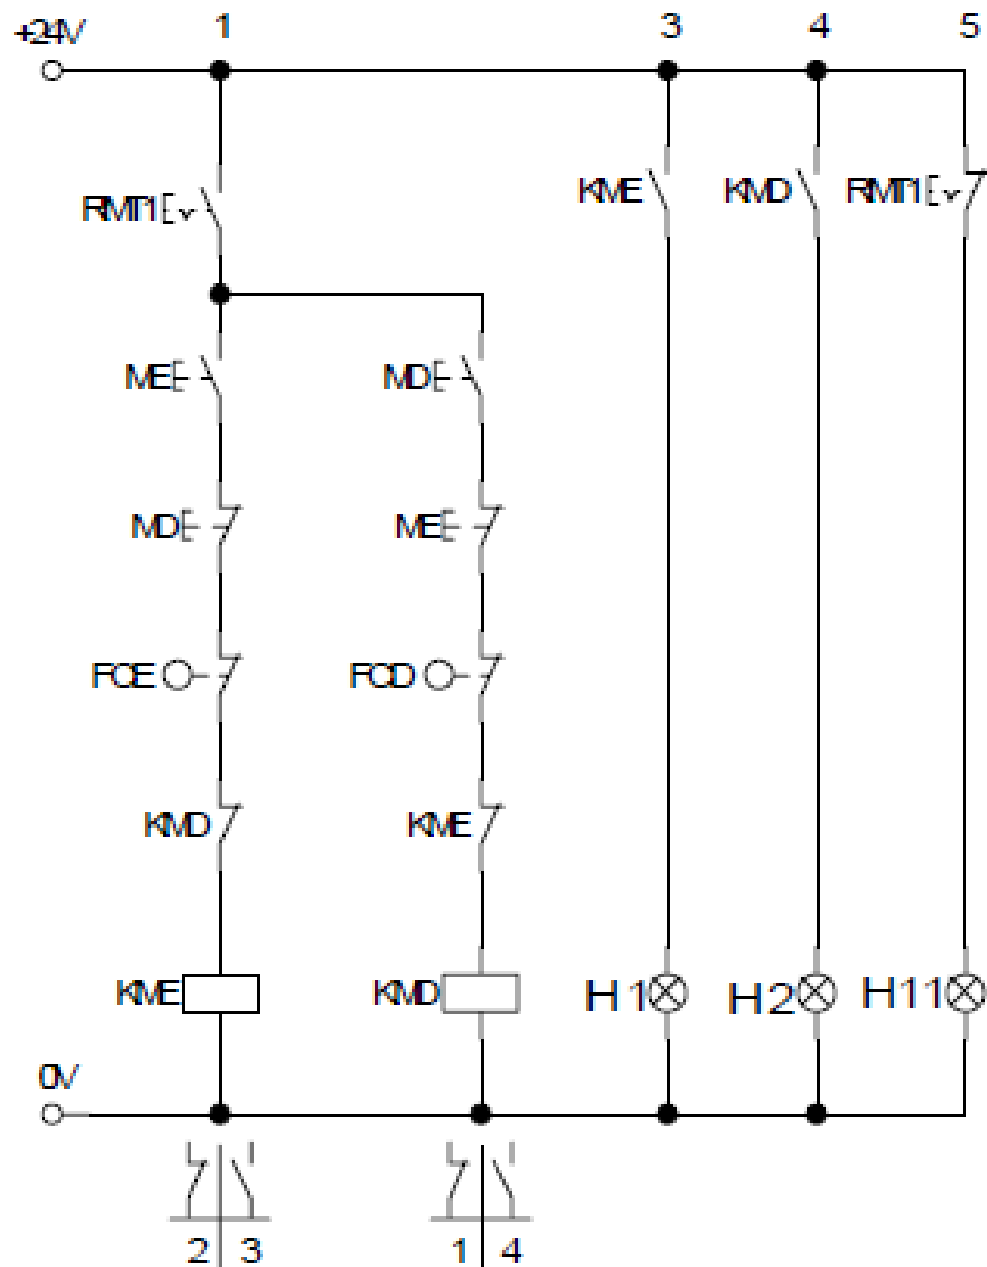 +24V 1 3 4 5
RMT1 KME KMD RMT1
ME MD
MD ME
FCE FCD
KMD KME
KME KMD H1 H2 H11
0V
2 3 1 4